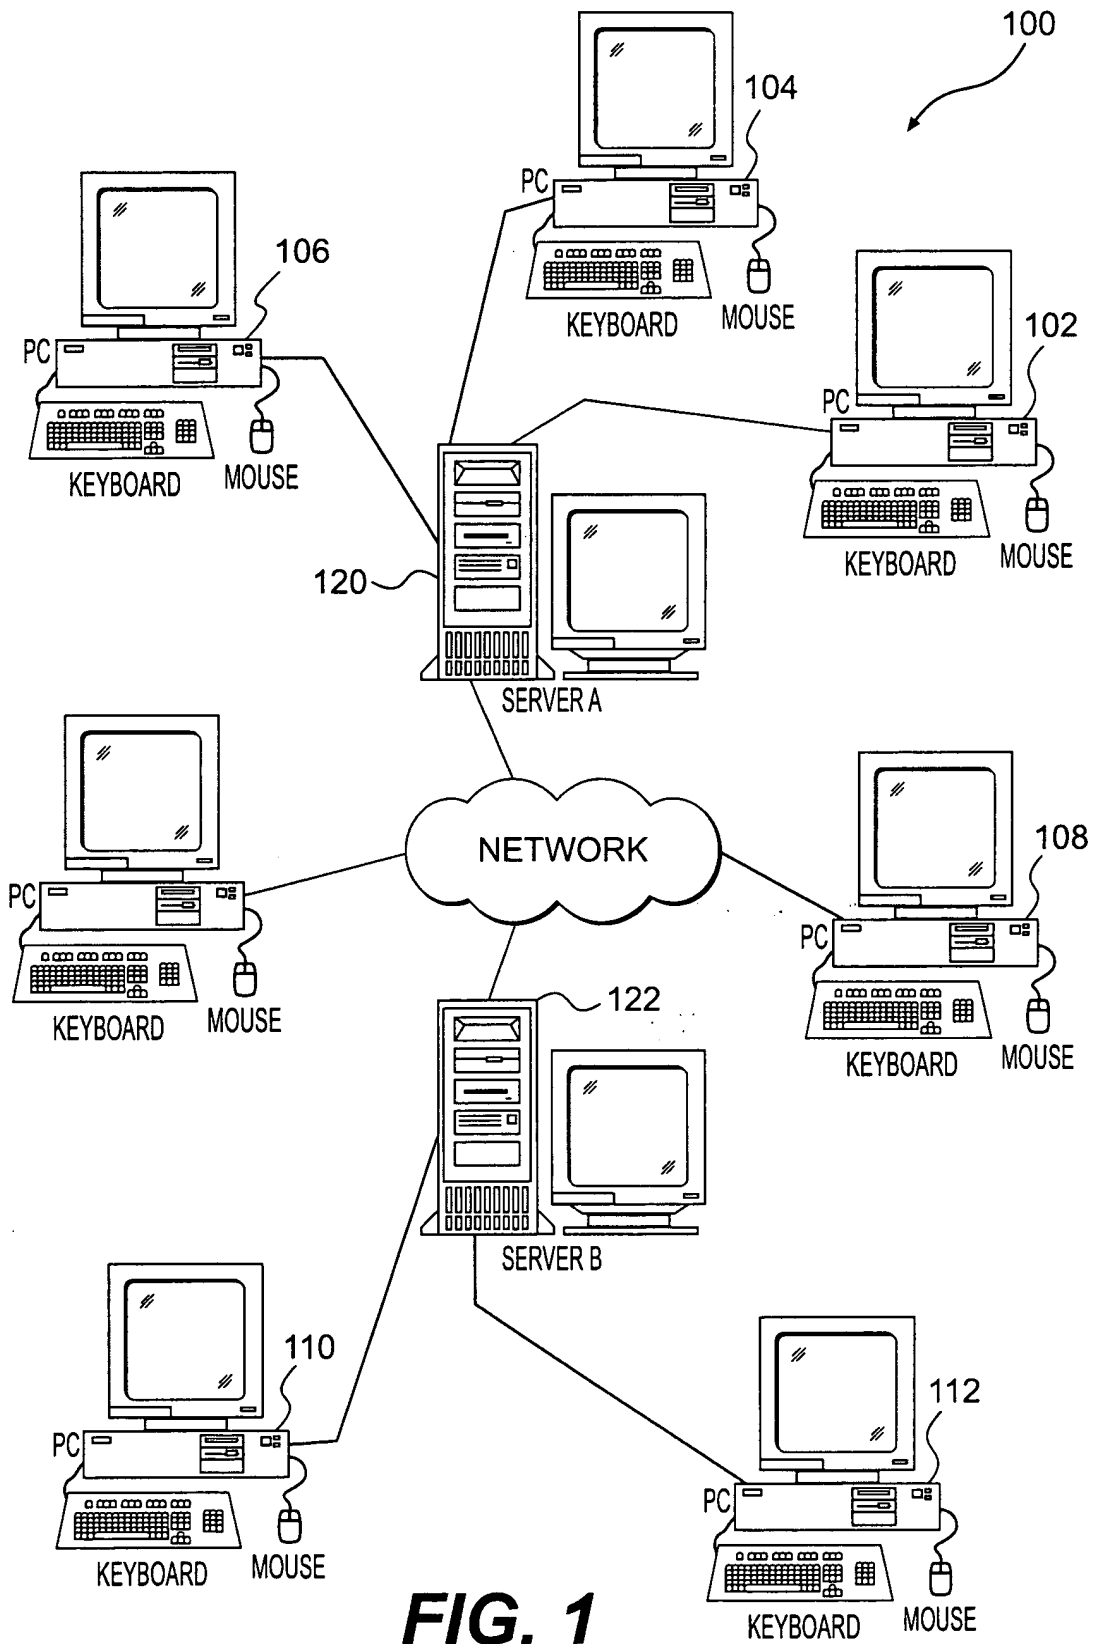 100
104
PC
KEYBOARD
MOUSE
106
PC
KEYBOARD
MOUSE
102
PC
KEYBOARD
MOUSE
120
SERVER A
NETWORK
PC
KEYBOARD
MOUSE
108
PC
KEYBOARD
MOUSE
122
SERVER B
110
PC
KEYBOARD
MOUSE
112
PC
KEYBOARD
MOUSE
FIG. 1